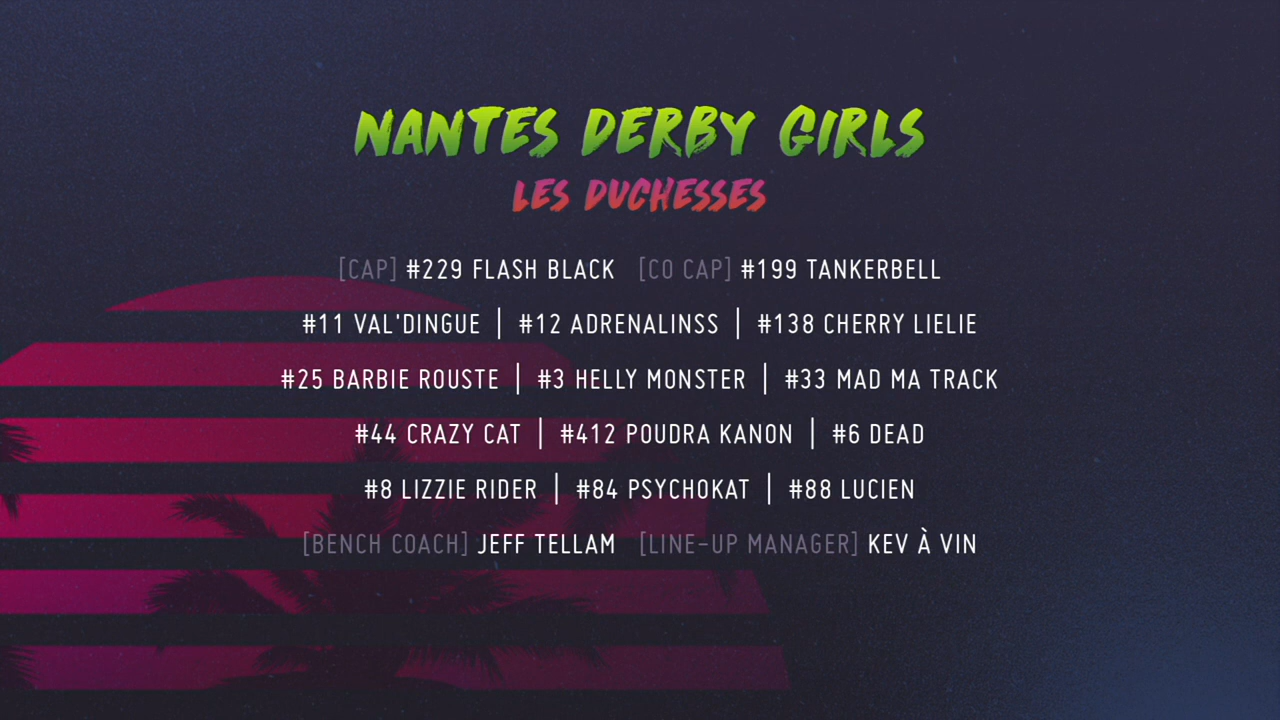 NANTES DERBY GIRLS
LES DUCHESSES
[CAP] #229 FLASH BLACK [CO CAP] #199 TANKERBELL
#11 VAL'DINGUE | #12 ADRENALINSS | #138 CHERRY LIELIE
#25 BARBIE ROUSTE | #3 HELLY MONSTER | #33 MAD MA TRACK
#44 CRAZY CAT | #412 POUDRA KANON | #6 DEAD
#8 LIZZIE RIDER | #84 PSYCHOKAT | #88 LUCIEN
[BENCH COACH] JEFF TELLAM [LINE-UP MANAGER] KEV À VIN